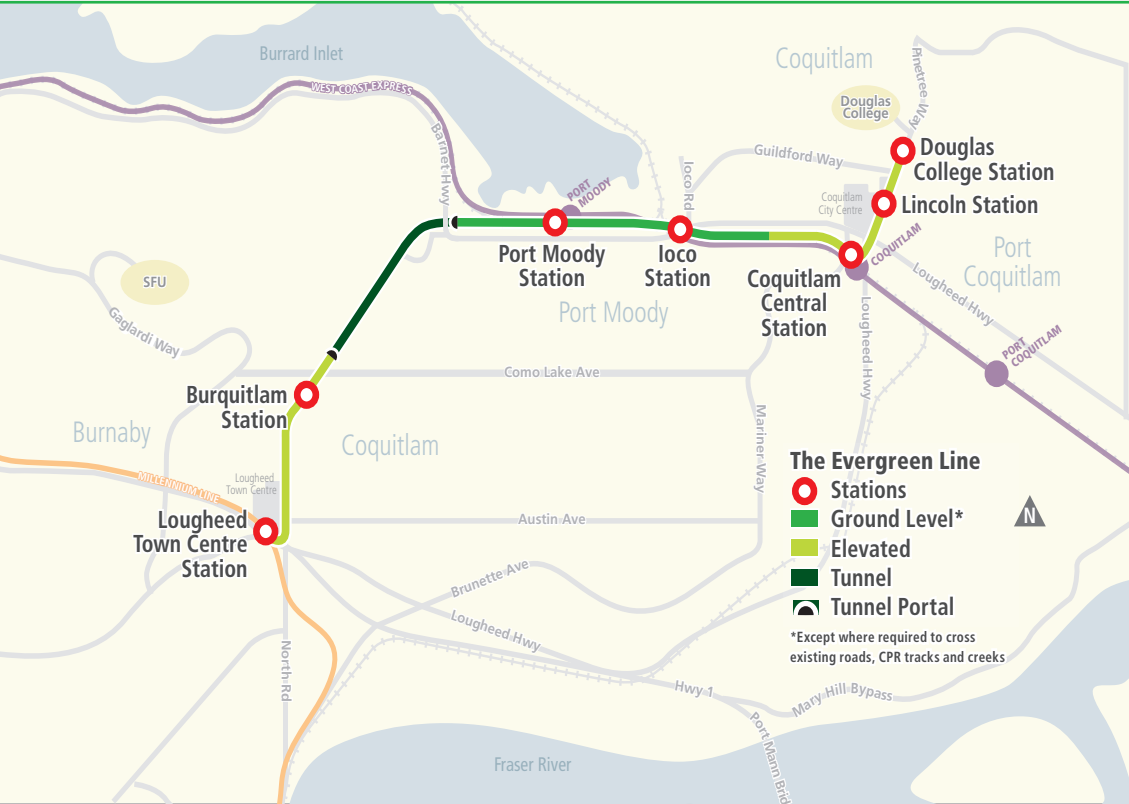 Burrard Inlet
WEST COAST EXPRESS
Barnet Hwy
Coquitlam
Pinetree Way
Douglas
College
Douglas
College Station
Guildford Way
Ioco Rd
PORT
MOODY
Coquitlam
City Centre
Lincoln Station
COQUITLAM
Port
Coquitlam
Port Moody
Station
Ioco
Station
Coquitlam
Central
Station
Lougheed Hwy
Lougheed Hwy
SFU
Gaglardi Way
Port Moody
PORT
COQUITLAM
Como Lake Ave
Burquitlam
Station
Burnaby
Coquitlam
Mariner Way
MILLENNIUM LINE
Lougheed
Town Centre
Lougheed
Town Centre
Station
Austin Ave
The Evergreen Line
Stations
Ground Level*
Elevated
Tunnel
Tunnel Portal
*Except where required to cross
existing roads, CPR tracks and creeks
N
Brunette Ave
Lougheed Hwy
North Rd
Hwy 1
Mary Hill Bypass
Port Mann Brid
Fraser River